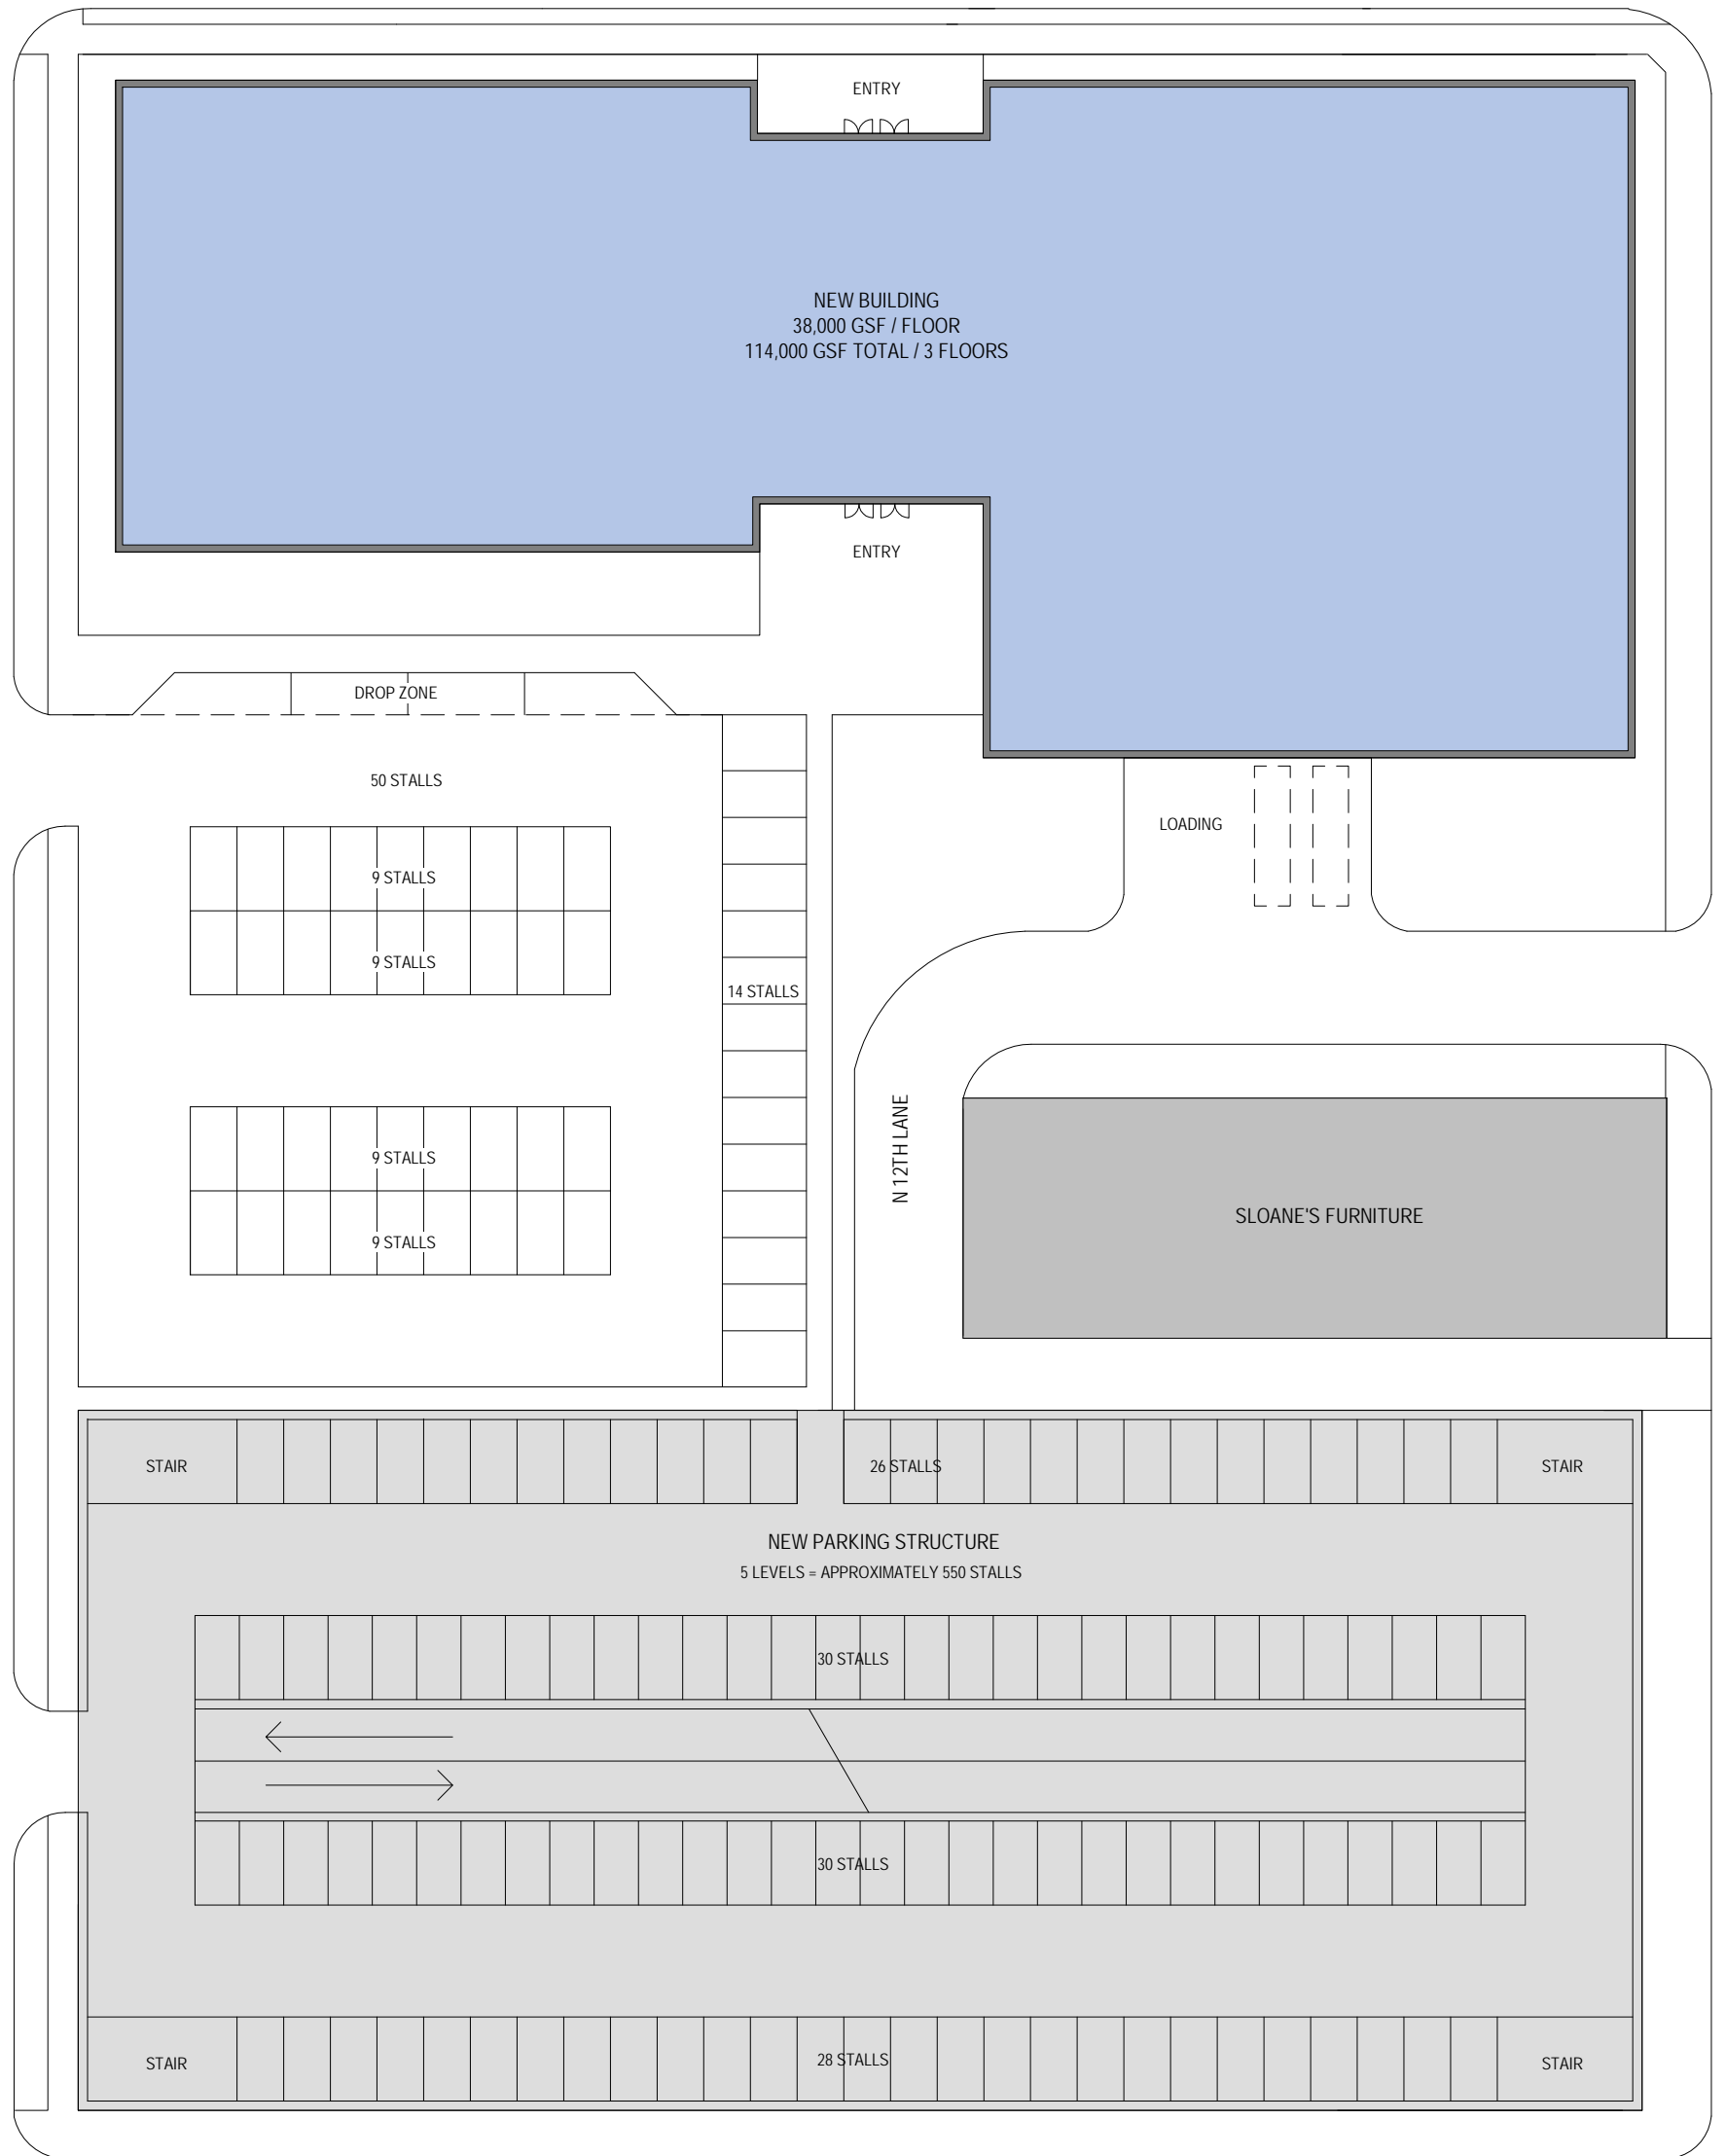 ENTRY
NEW BUILDING
38,000 GSF / FLOOR
114,000 GSF TOTAL / 3 FLOORS
ENTRY
DROP ZONE
50 STALLS
9 STALLS
9 STALLS
14 STALLS
9 STALLS
9 STALLS
LOADING
N 12TH LANE
SLOANE'S FURNITURE
STAIR
26 STALLS
STAIR
NEW PARKING STRUCTURE
5 LEVELS = APPROXIMATELY 550 STALLS
30 STALLS
30 STALLS
STAIR
28 STALLS
STAIR